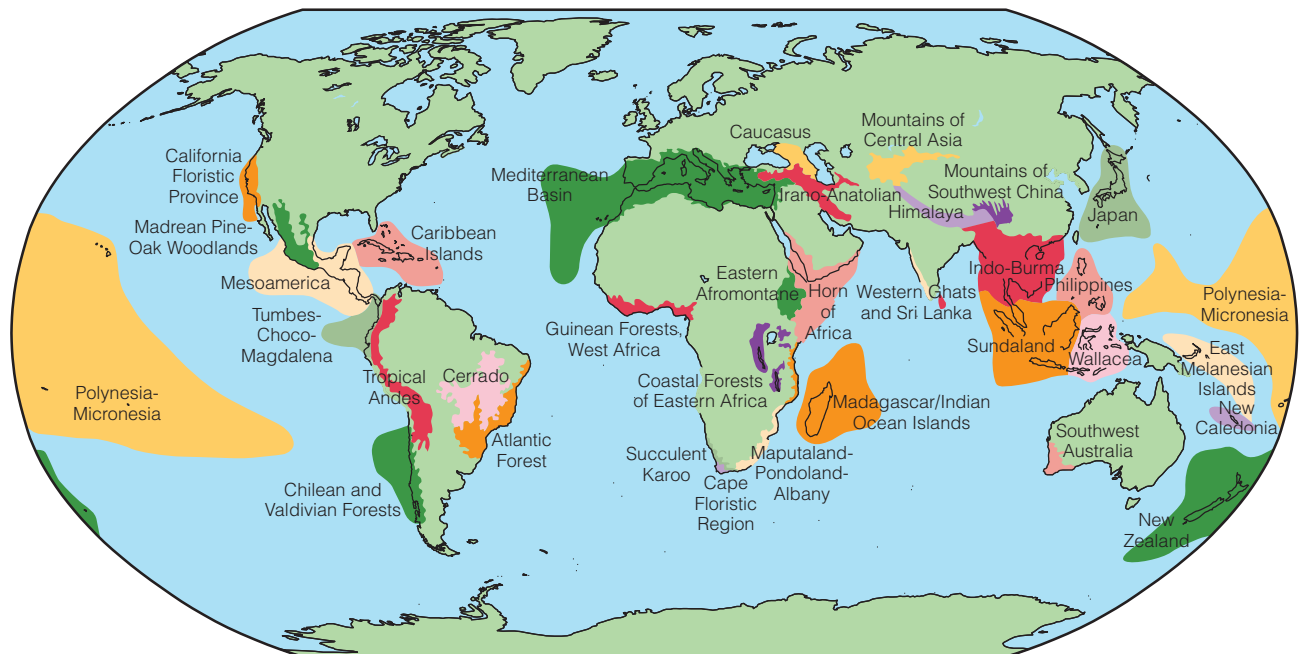 California
Floristic
Province
Madrean Pine-
Oak Woodlands
Mesoamerica
Caribbean
Islands
Tumbes-
Choco-
Magdalena
Tropical
Andes
Cerrado
Atlantic
Forest
Chilean and
Valdivian Forests
Polynesia-
Micronesia
Mediterranean
Basin
Caucasus
Irano-Anatolian
Mountains of
Central Asia
Mountains of
Southwest China
Himalaya
Japan
Eastern
Afromontane
Horn
of
Africa
Guinean Forests,
West Africa
Coastal Forests
of Eastern Africa
Western Ghats
and Sri Lanka
Indo-Burma
Philippines
Sundaland
Wallacea
Polynesia-
Micronesia
East
Melanesian
Islands
New
Caledonia
Madagascar/Indian
Ocean Islands
Succulent
Karoo
Cape
Floristic
Region
Maputaland-
Pondoland-
Albany
Southwest
Australia
New
Zealand